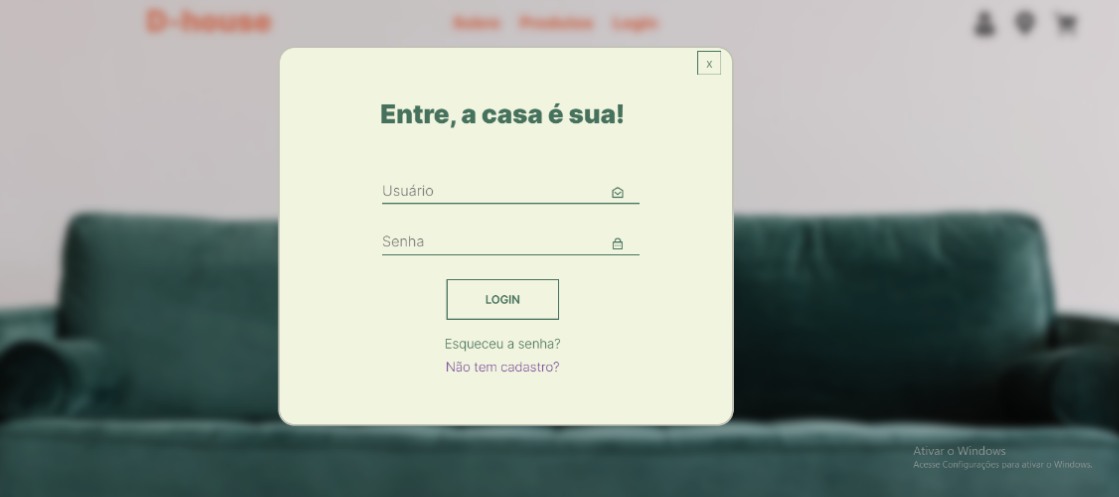 D-house
Sobre Produtos Login
x
Entre, a casa é sua!
Usuário
Senha
LOGIN
Esqueceu a senha?
Não tem cadastro?
Ativar o Windows
Acesse Configurações para ativar o Windows.